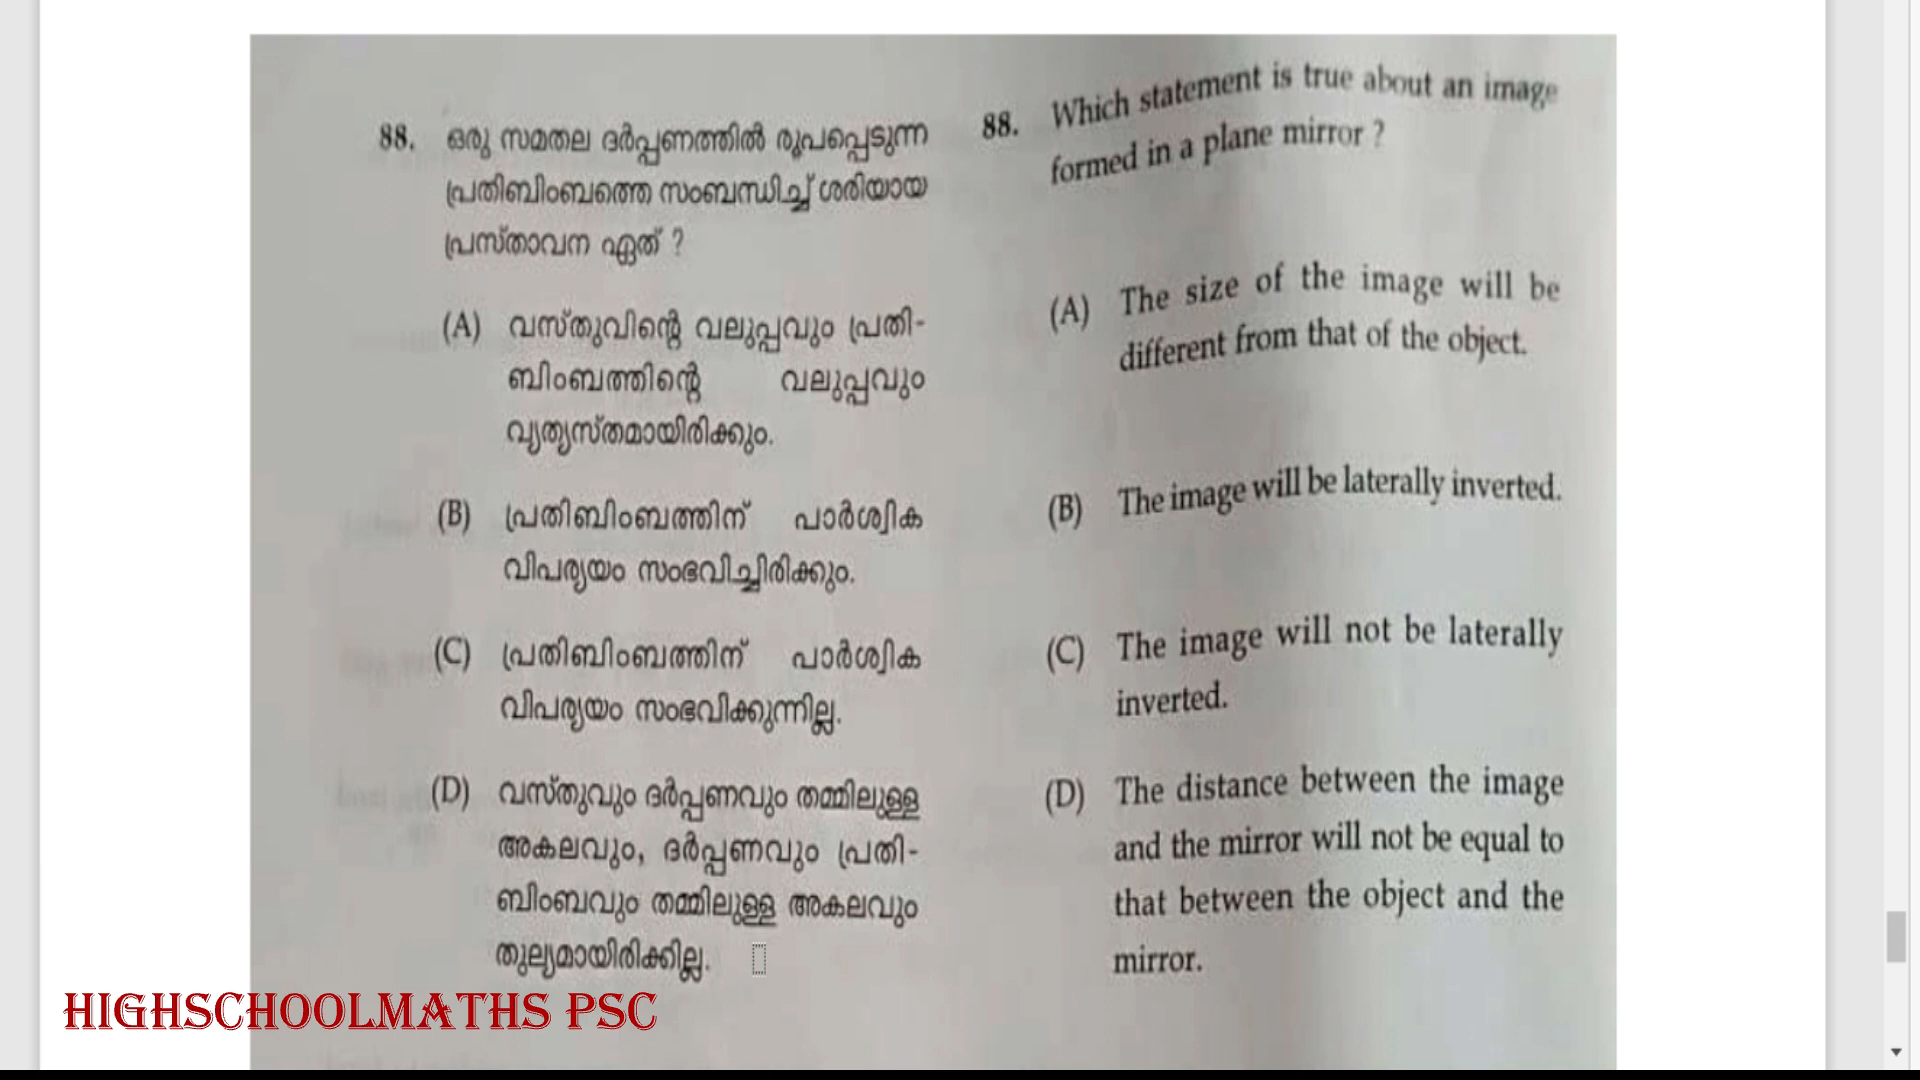 88. ഒരു സമതല ദർപ്പണത്തിൽ രൂപപ്പെടുന്ന
പ്രതിബിംബത്തെ സംബന്ധിച്ച് ശരിയായ
പ്രസ്താവന ഏത് ?
(A) വസ്തുവിന്റെ വലുപ്പവും പ്രതി-
ബിംബത്തിന്റെ വലുപ്പവും
വ്യത്യസ്തമായിരിക്കും.
(B) പ്രതിബിംബത്തിന് പാർശ്വിക
വിപര്യയം സംഭവിച്ചിരിക്കും.
(C) പ്രതിബിംബത്തിന് പാർശ്വിക
വിപര്യയം സംഭവിക്കുന്നില്ല.
(D) വസ്തുവും ദർപ്പണവും തമ്മിലുള്ള
അകലവും, ദർപ്പണവും പ്രതി-
ബിംബവും തമ്മിലുള്ള അകലവും
തുല്യമായിരിക്കില്ല.
88. Which statement is true about an image
formed in a plane mirror ?
(A) The size of the image will be
different from that of the object.
(B) The image will be laterally inverted.
(C) The image will not be laterally
inverted.
(D) The distance between the image
and the mirror will not be equal to
that between the object and the
mirror.
HIGHSCHOOLMATHS PSC